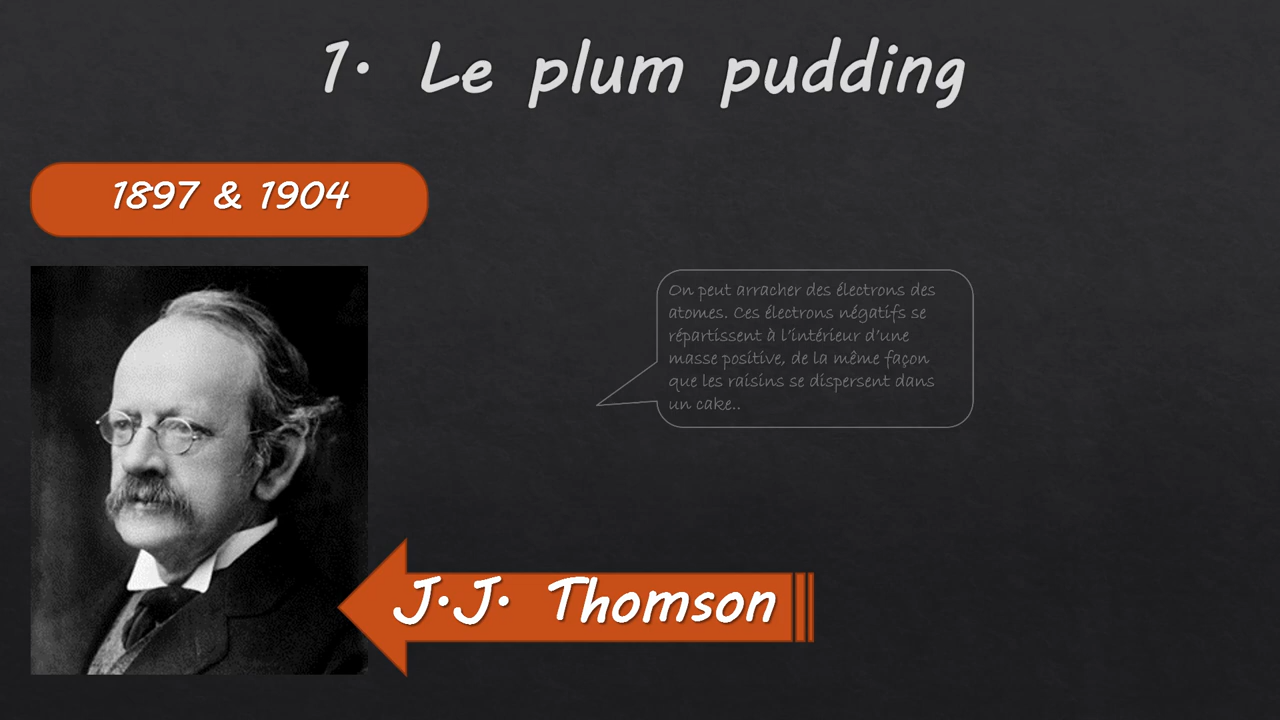 1. Le plum pudding
1897 & 1904
On peut arracher des électrons des
atomes. Ces électrons négatifs se
répartissent à l'intérieur d'une
masse positive, de la même façon
que les raisins se dispersent dans
un cake..
J.J. Thomson